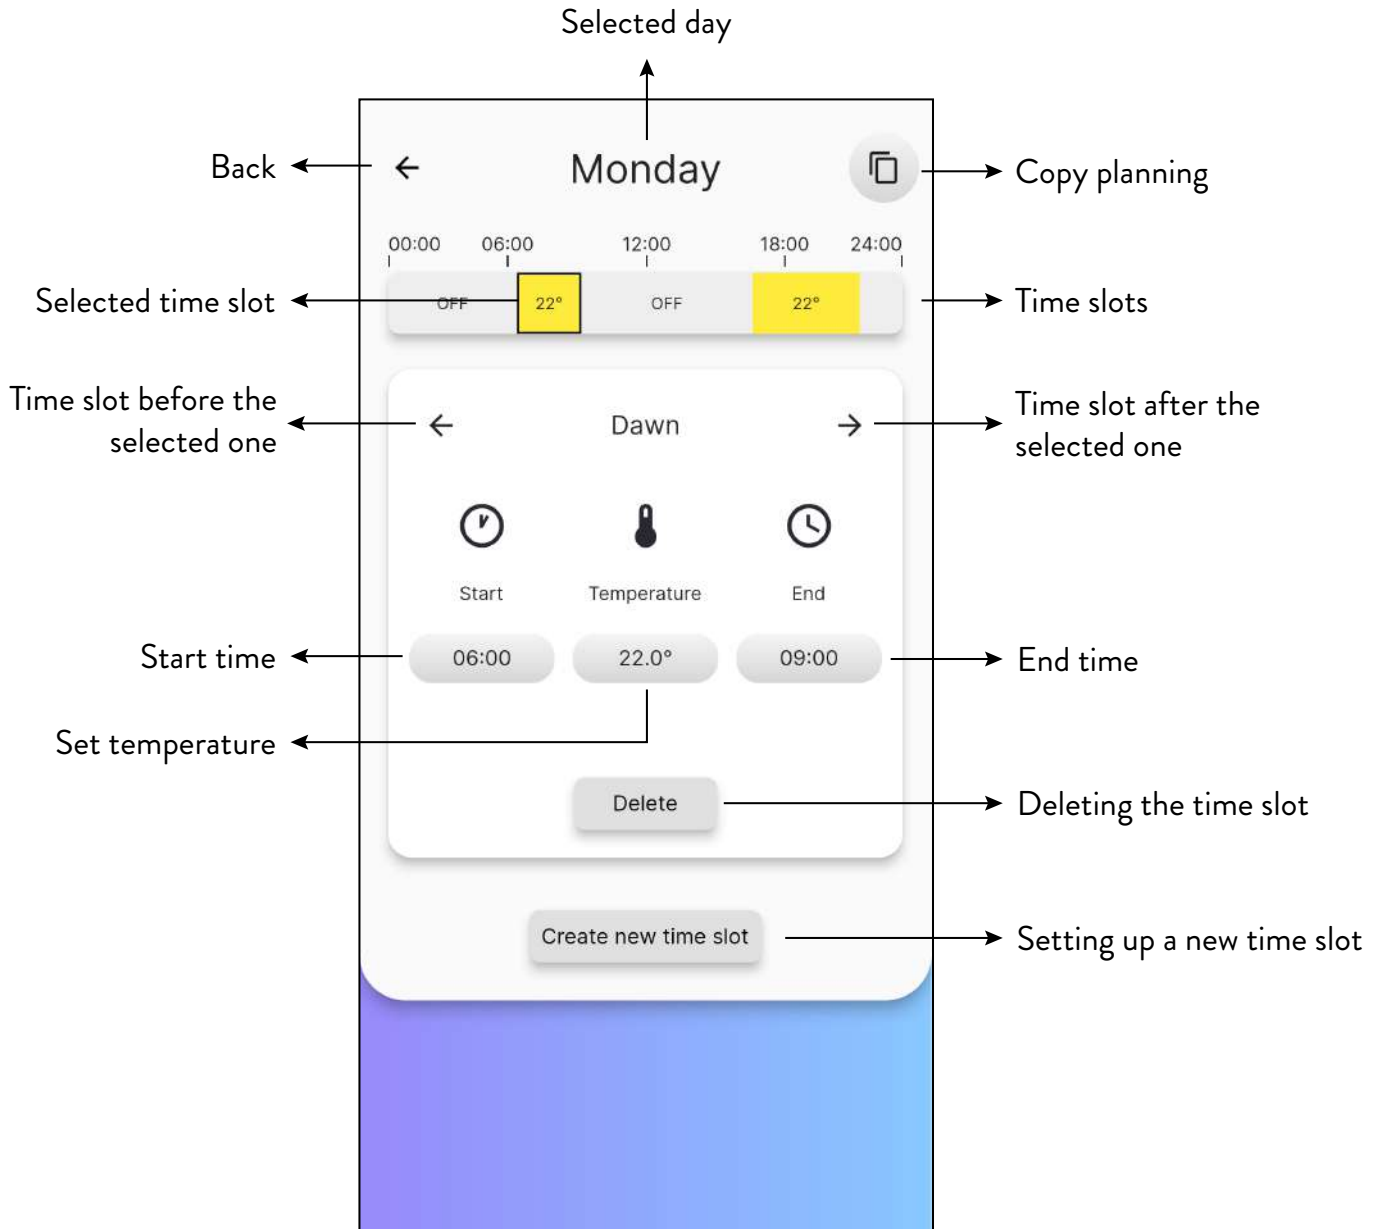 Selected day
Back
Monday
Copy planning
00:00 06:00 12:00 18:00 24:00
Selected time slot
OFF 22° OFF 22°
Time slots
Time slot before the
selected one
Dawn
Time slot after the
selected one
Start Temperature End
Start time
06:00 22.0° 09:00
End time
Set temperature
Delete
Deleting the time slot
Create new time slot
Setting up a new time slot